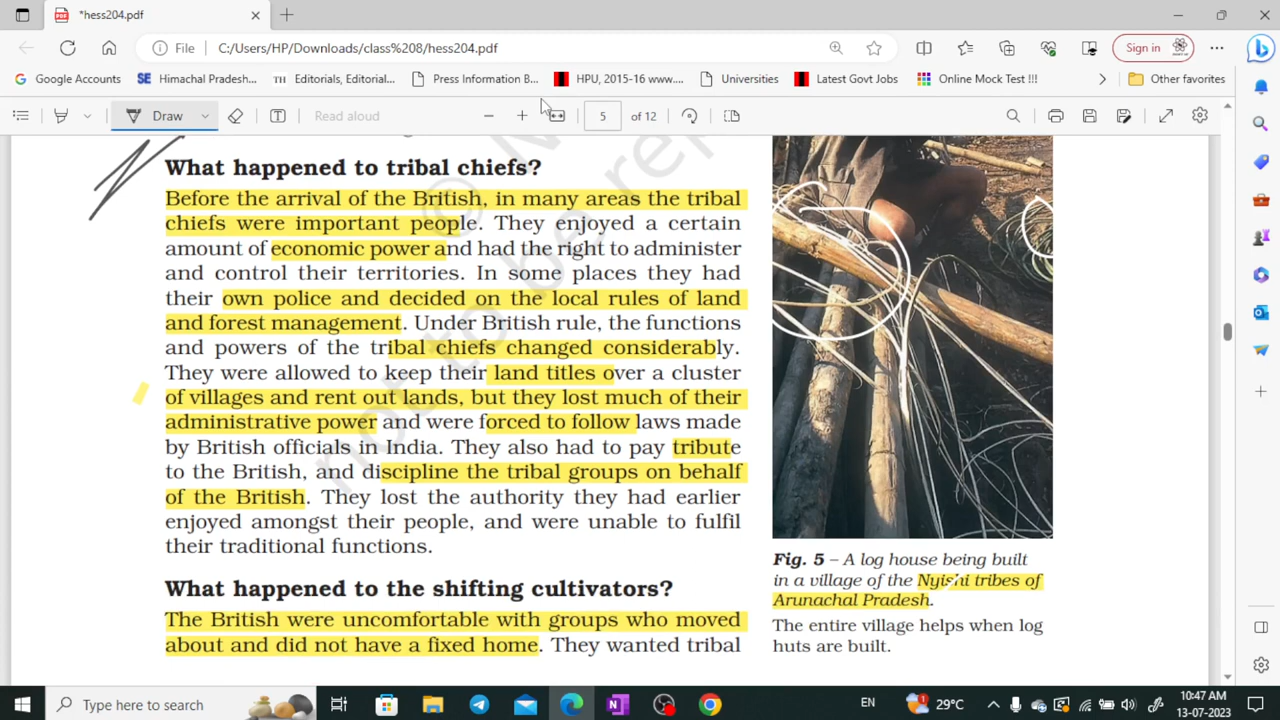 *hess204.pdf
File C:/Users/HP/Downloads/class%208/hess204.pdf Sign in
Google Accounts SE Himachal Pradesh... TH Editorials, Editorial... Press Information B... HPU, 2015-16 www.... Universities Latest Govt Jobs Online Mock Test !!! Other favorites
Draw Read aloud 5 of 12
What happened to tribal chiefs?
Before the arrival of the British, in many areas the tribal
chiefs were important people. They enjoyed a certain
amount of economic power and had the right to administer
and control their territories. In some places they had
their own police and decided on the local rules of land
and forest management. Under British rule, the functions
and powers of the tribal chiefs changed considerably.
They were allowed to keep their land titles over a cluster
of villages and rent out lands, but they lost much of their
administrative power and were forced to follow laws made
by British officials in India. They also had to pay tribute
to the British, and discipline the tribal groups on behalf
of the British. They lost the authority they had earlier
enjoyed amongst their people, and were unable to fulfil
their traditional functions.
What happened to the shifting cultivators?
The British were uncomfortable with groups who moved
about and did not have a fixed home. They wanted tribal
Fig. 5 – A log house being built
in a village of the Nyishi tribes of
Arunachal Pradesh.
The entire village helps when log
huts are built.
©
not to be rep
Type here to search EN 1 29°C 10:47 AM
13-07-2023